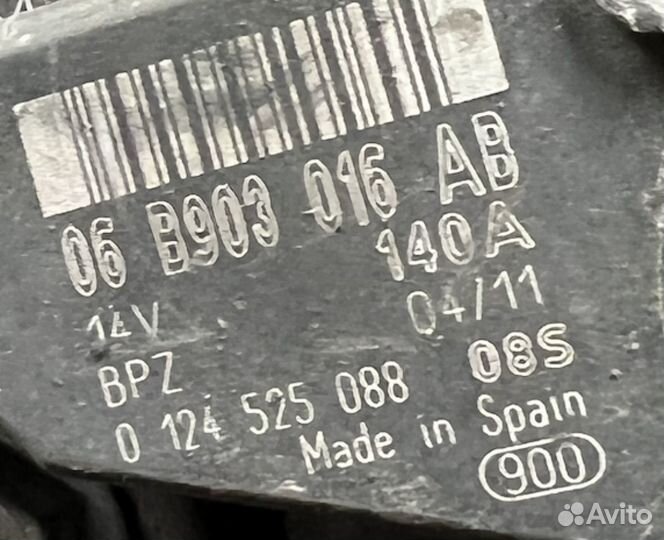 06 B903 016 AB
140A
14V 04/11
BPZ 08S
0 124 525 088
Made in Spain
900
Avito